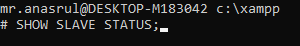 mr.anasrul@DESKTOP-M183042 c:\xampp
# SHOW SLAVE STATUS;